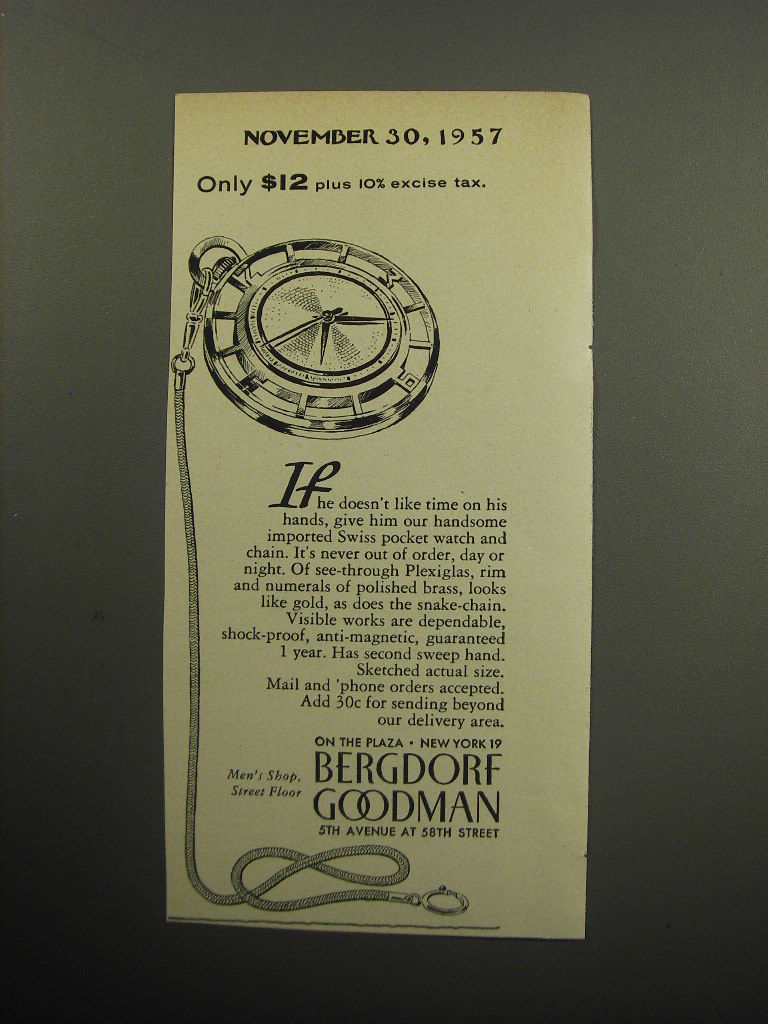 NOVEMBER 30, 1957
Only $12 plus 10% excise tax.
If he doesn't like time on his
hands, give him our handsome
imported Swiss pocket watch and
chain. It's never out of order, day or
night. Of see-through Plexiglas, rim
and numerals of polished brass, looks
like gold, as does the snake-chain.
Visible works are dependable,
shock-proof, anti-magnetic, guaranteed
1 year. Has second sweep hand.
Sketched actual size.
Mail and 'phone orders accepted.
Add 30c for sending beyond
our delivery area.
ON THE PLAZA • NEW YORK 19
Men's Shop,
Street Floor
BERGDORF
GOODMAN
5TH AVENUE AT 58TH STREET